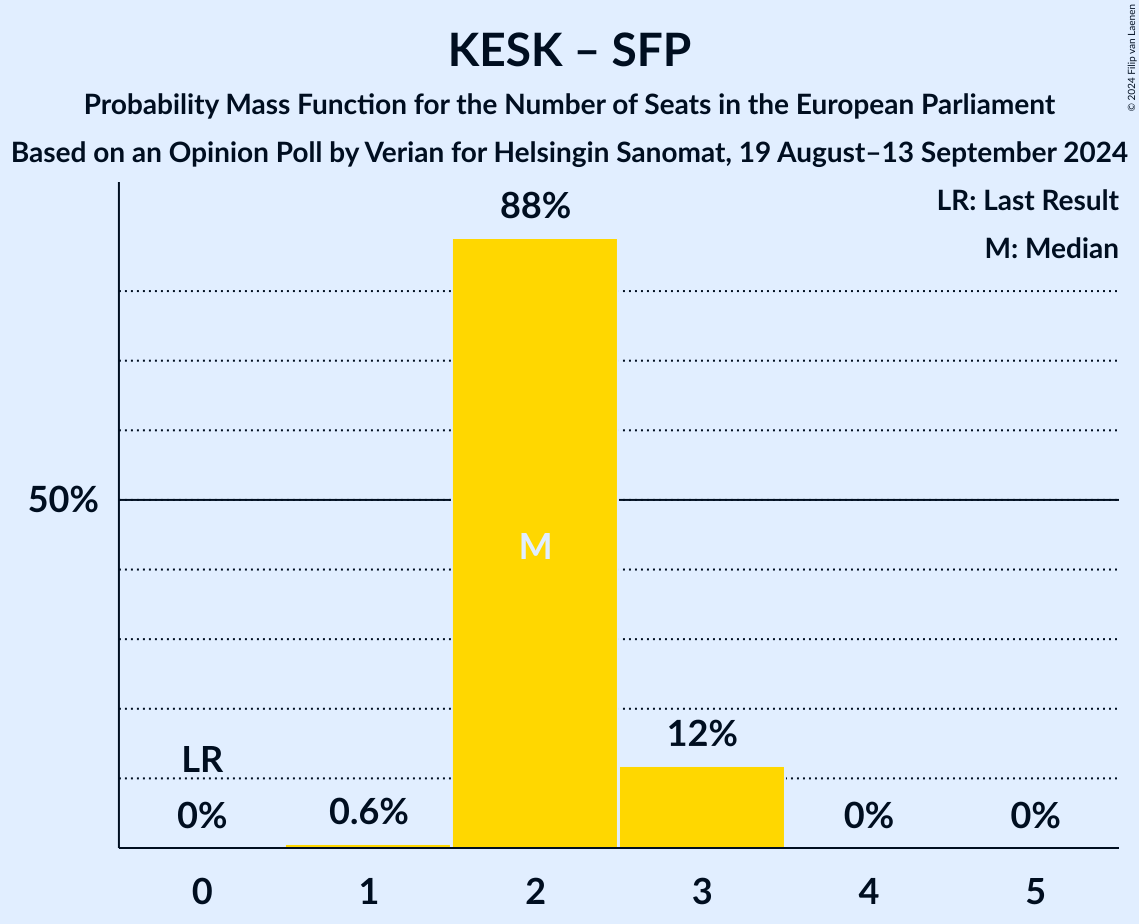 KESK – SFP
Probability Mass Function for the Number of Seats in the European Parliament
Based on an Opinion Poll by Verian for Helsingin Sanomat, 19 August–13 September 2024
© 2024 Filip van Laenen
LR: Last Result
M: Median
88%
50%
M
12%
LR
0%
0.6%
0%
0%
0 1 2 3 4 5